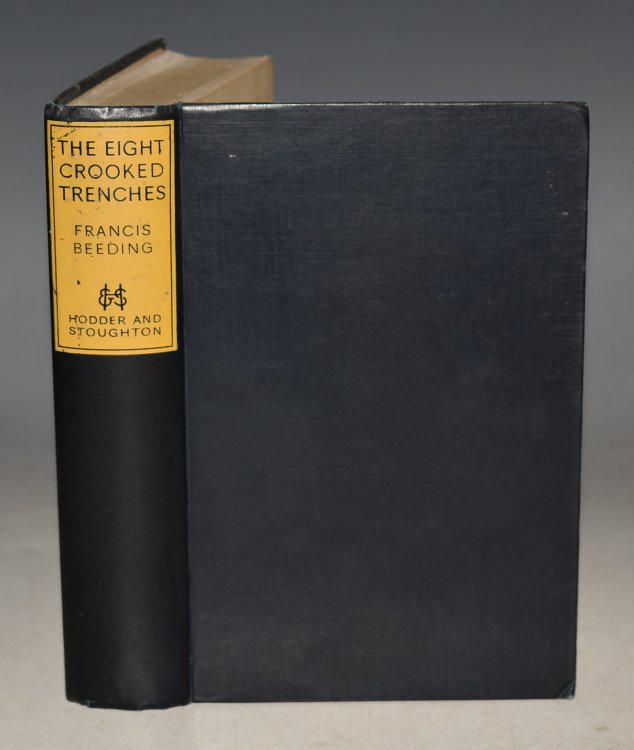 THE EIGHT
CROOKED
TRENCHES
FRANCIS
BEEDING
H&S
HODDER AND
STOUGHTON